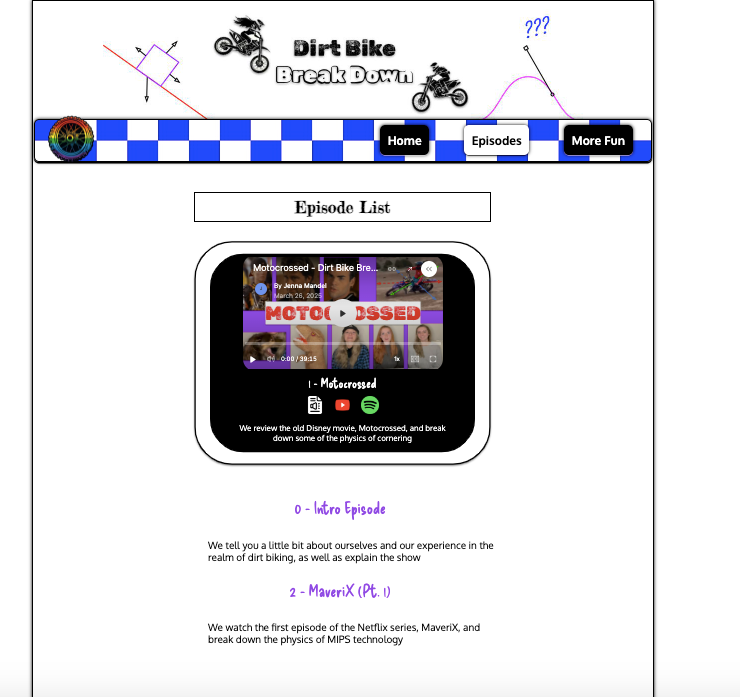 ???
Dirt Bike
Break Down
Home
Episodes
More Fun
Episode List
Motocrossed - Dirt Bike Bre...
By Jenna Mandel
March 26, 2025
MOTOCROSSED
0:00 / 39:15
1x
1 - Motocrossed
We review the old Disney movie, Motocrossed, and break
down some of the physics of cornering
0 - Intro Episode
We tell you a little bit about ourselves and our experience in the
realm of dirt biking, as well as explain the show
2 - MaveriX (Pt. 1)
We watch the first episode of the Netflix series, MaveriX, and
break down the physics of MIPS technology